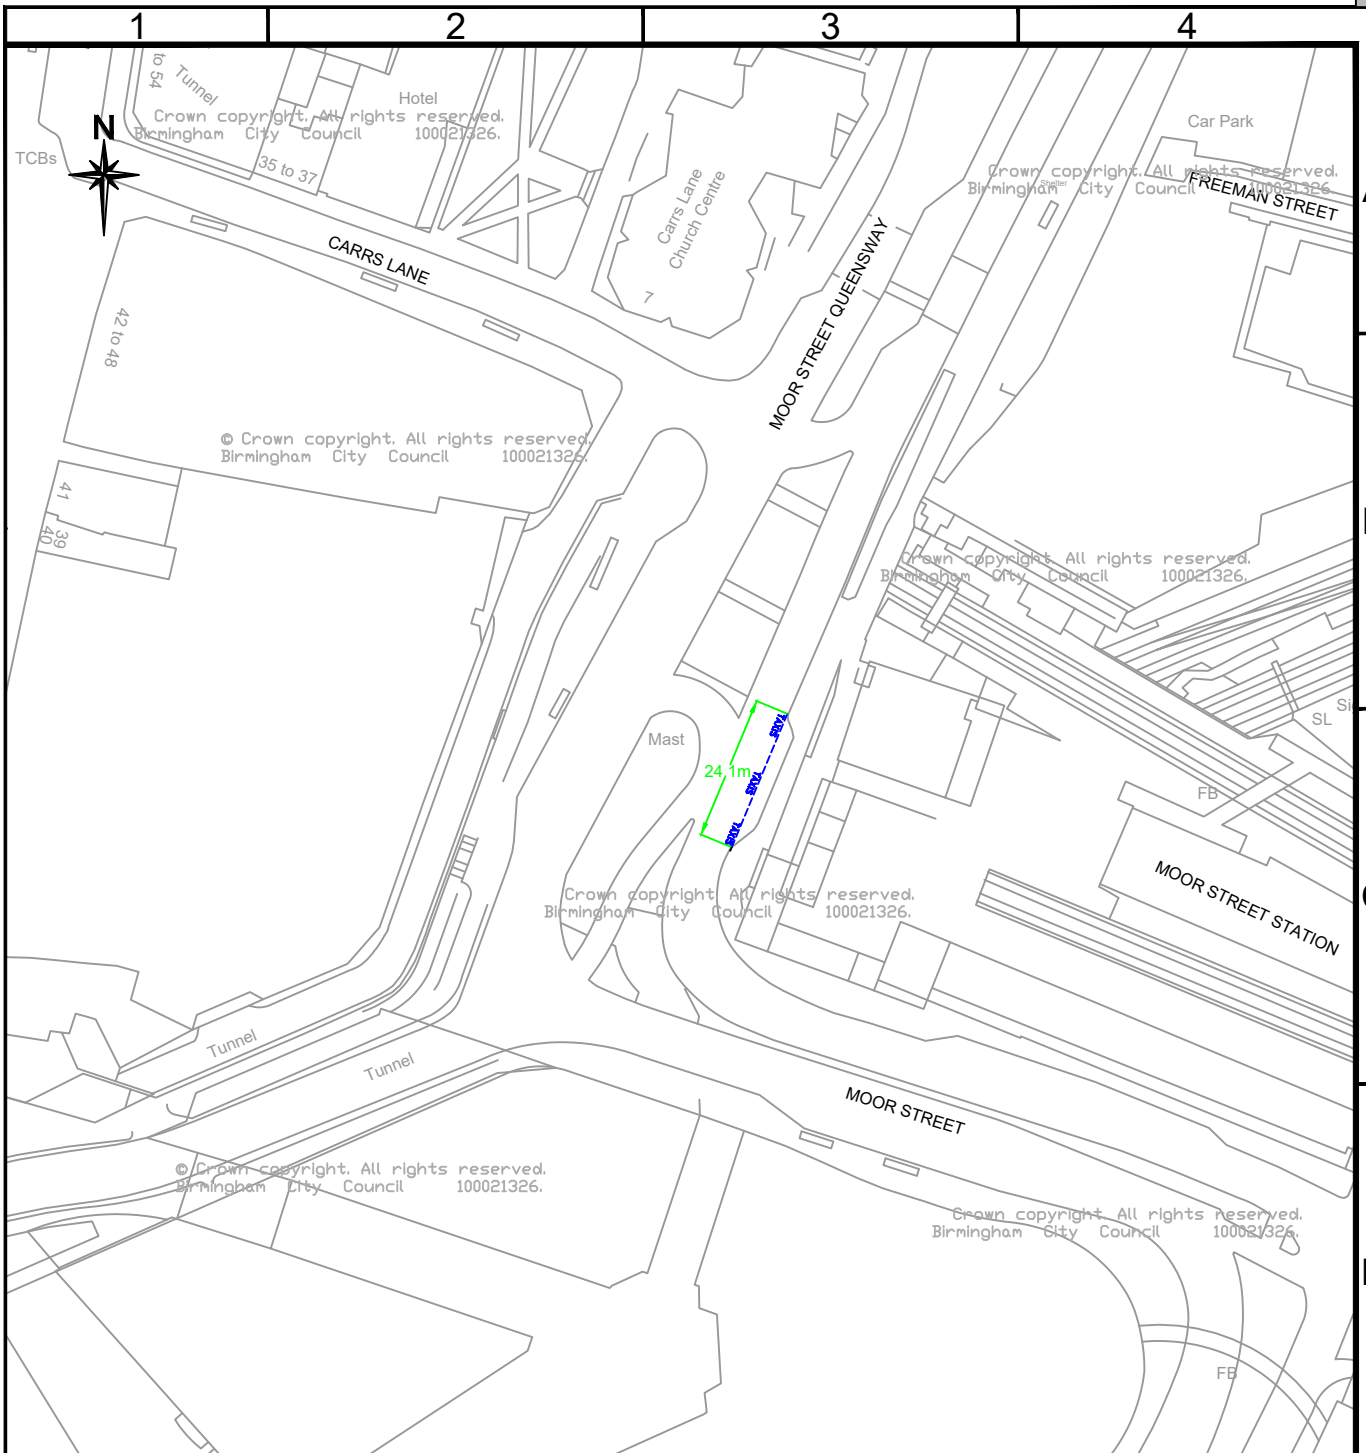 1 2 3 4
to 54
Tunnel
Hotel
Crown copyright. All rights reserved.
Birmingham City Council 100021326.
N
TCBs
35 to 37
Car Park
Crown copyright. All rights reserved.
Birmingham City Council 100021326.
Shelter
FREEMAN STREET
Carrs Lane
Church Centre
7
CARRS LANE
MOOR STREET QUEENSWAY
42 to 48
© Crown copyright. All rights reserved.
Birmingham City Council 100021326.
41
39
40
Crown copyright. All rights reserved.
Birmingham City Council 100021326.
SL
Mast
TAXIS
24.1m
TAXIS
TAXIS
FB
MOOR STREET STATION
Crown copyright. All rights reserved.
Birmingham City Council 100021326.
Tunnel
Tunnel
MOOR STREET
© Crown copyright. All rights reserved.
Birmingham City Council 100021326.
Crown copyright. All rights reserved.
Birmingham City Council 100021326.
FB